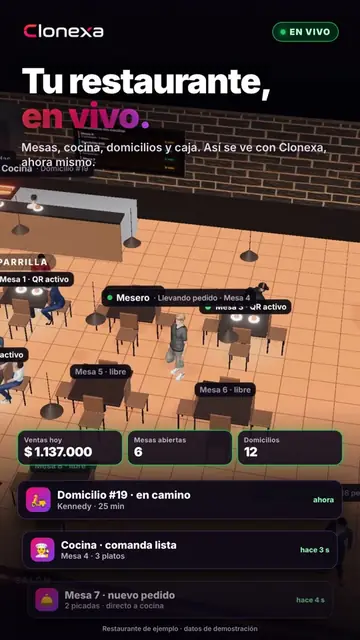 Clonexa
EN VIVO
Tu restaurante,
en vivo.
Mesas, cocina, domicilios y caja. Así se ve con Clonexa,
ahora mismo.
Cocina · Domicilio #19
PARRILLA
Mesa 1 · QR activo
Mesero · Llevando pedido · Mesa 4
Mesa 3 · QR activo
activo
Mesa 5 · libre
Mesa 6 · libre
Ventas hoy
$ 1.137.000
Mesas abiertas
6
Domicilios
12
Mesa 8 · libre
Domicilio #19 · en camino
Kennedy · 25 min
ahora
Cocina · comanda lista
Mesa 4 · 3 platos
hace 3 s
Mesa 7 · nuevo pedido
2 picadas · directo a cocina
hace 4 s
Restaurante de ejemplo · datos de demostración